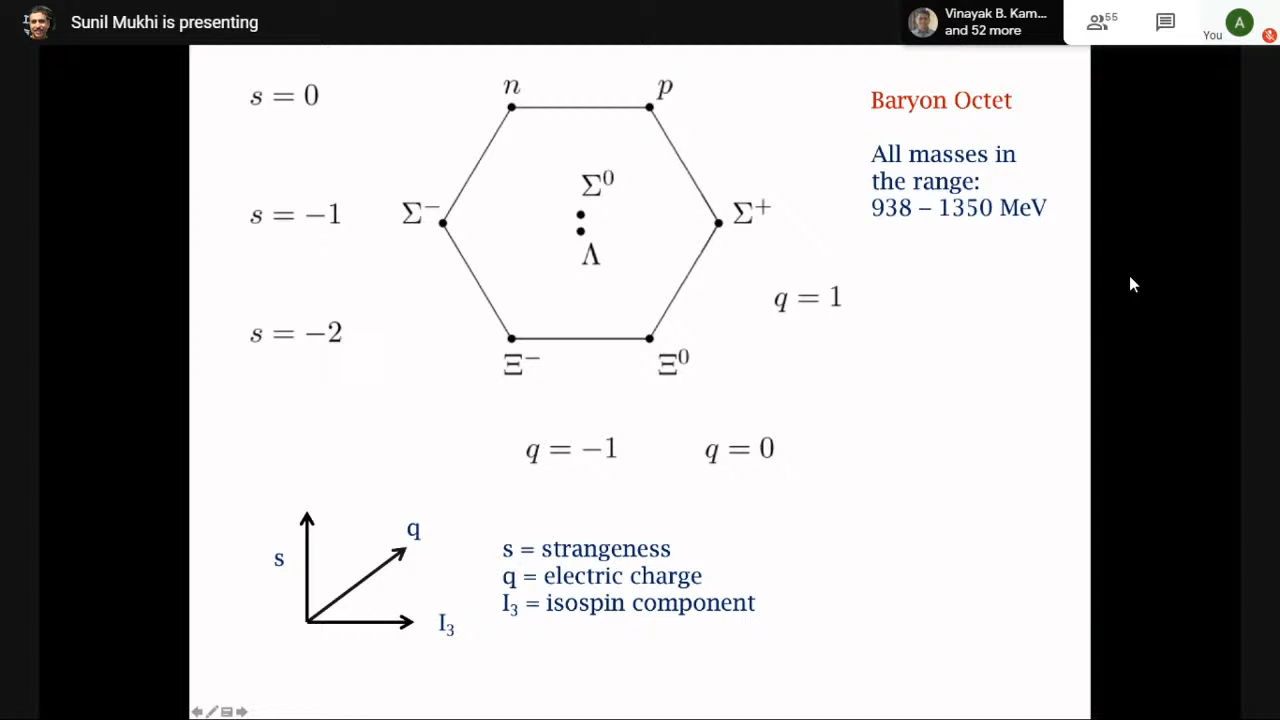 Sunil Mukhi is presenting
Vinayak B. Kam...
and 52 more
55
You
A
s = 0
n
p
Baryon Octet
All masses in
the range:
938 – 1350 MeV
Σ⁰
s = −1
Σ⁻
Σ⁺
Λ
q = 1
s = −2
Ξ⁻
Ξ⁰
q = −1
q = 0
q
s
I₃
s = strangeness
q = electric charge
I₃ = isospin component